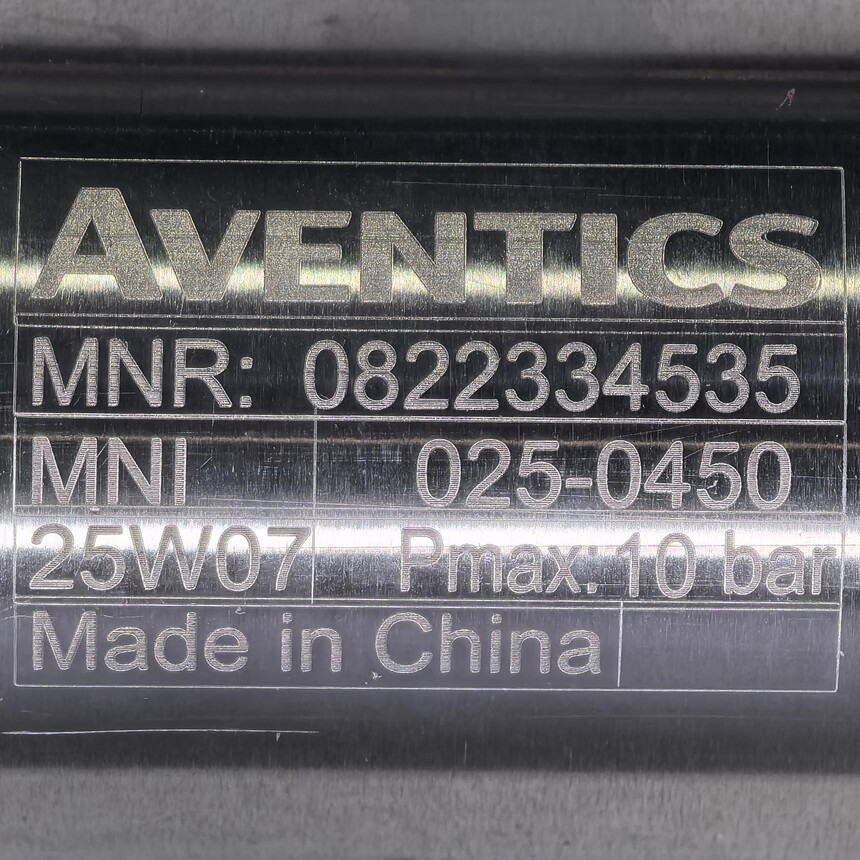 AVENTICS
MNR: 0822334535
MNI 025-0450
25W07 Pmax: 10 bar
Made in China